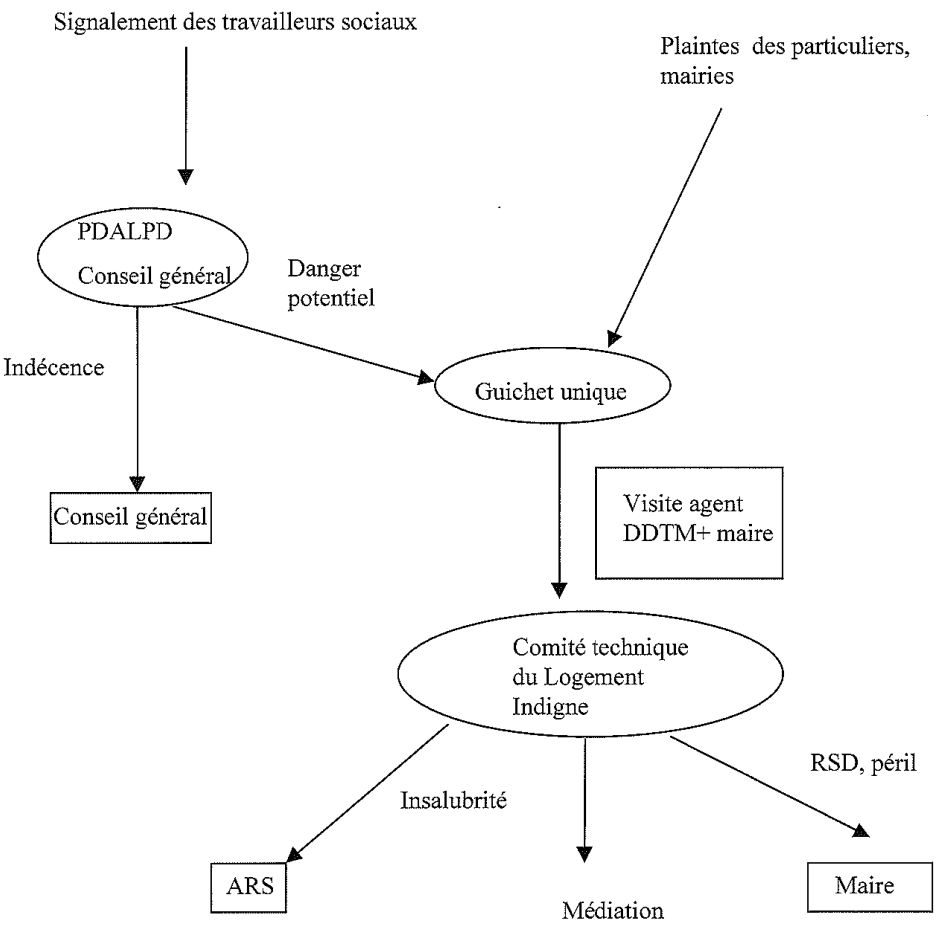 Signalement des travailleurs sociaux
Plaintes des particuliers,
mairies
PDALPD
Conseil général
Danger
potentiel
Indécence
Guichet unique
Conseil général
Visite agent
DDTM+ maire
Comité technique
du Logement
Indigne
RSD, péril
Insalubrité
ARS
Maire
Médiation